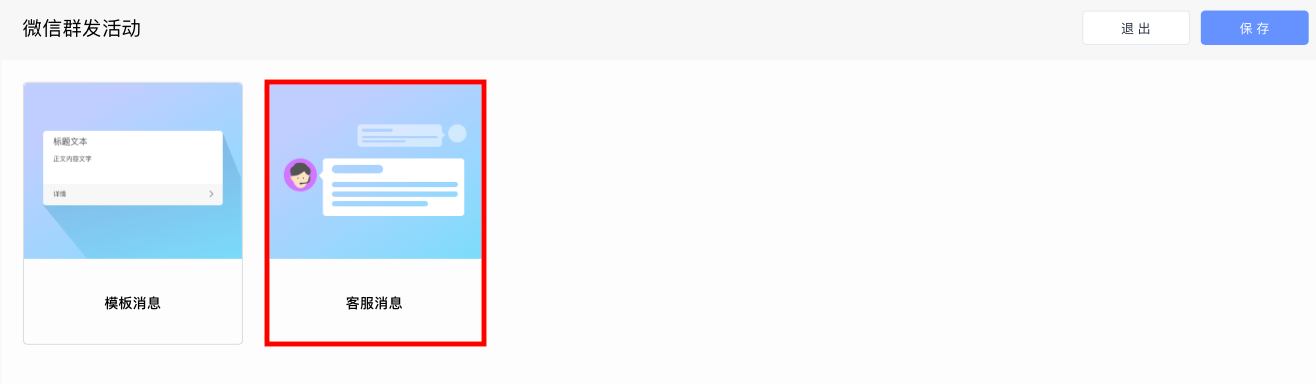 微信群发活动
退出
保存
标题文本
正文内容文字
详情
模板消息
客服消息